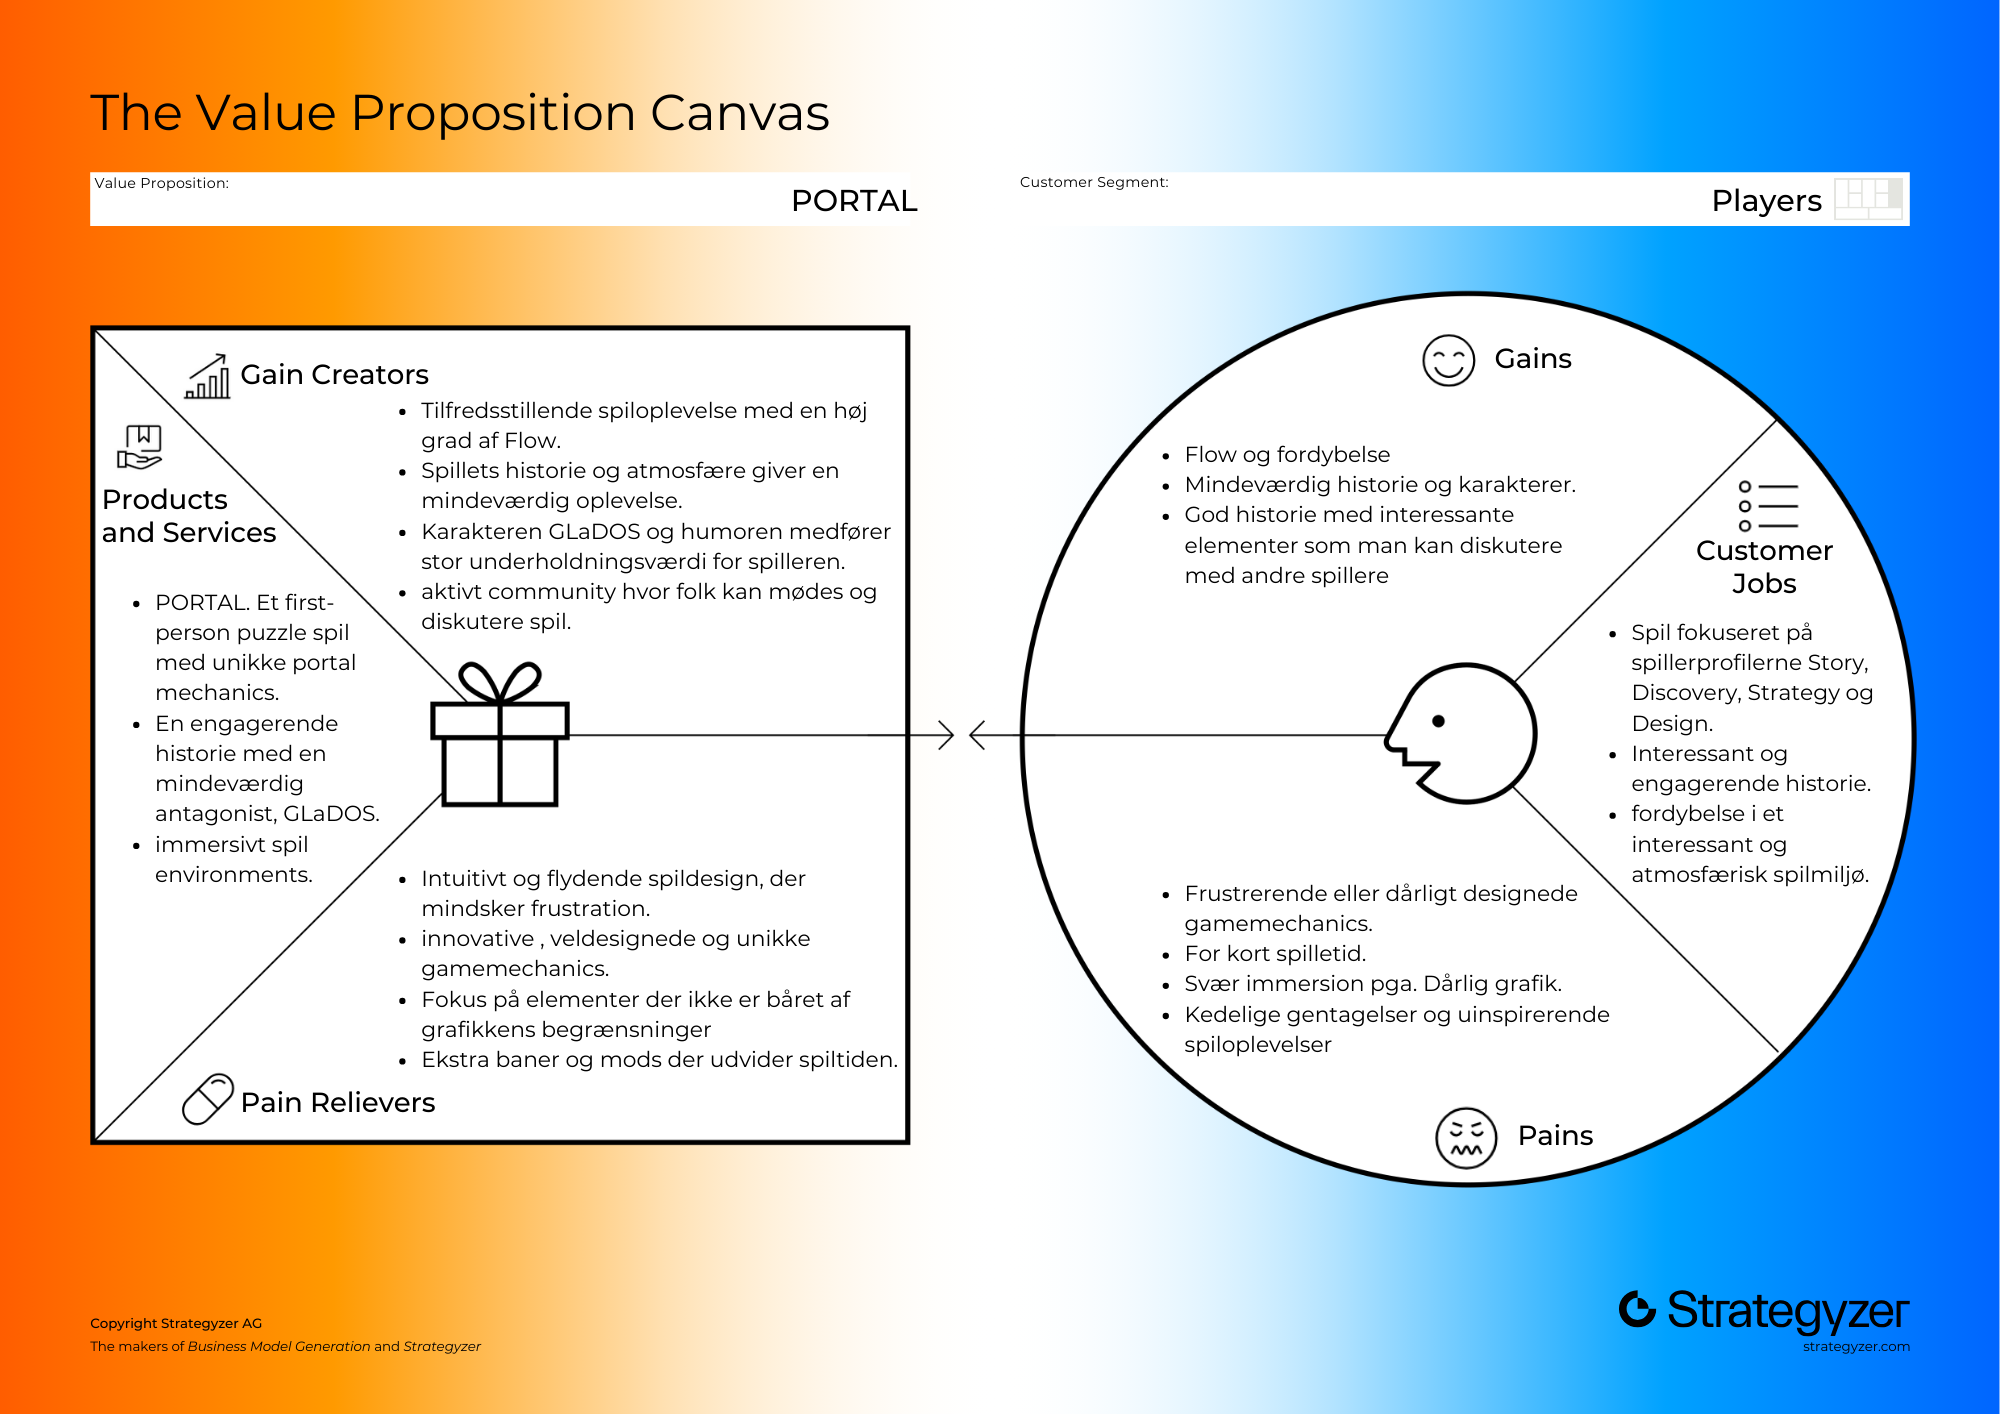 The Value Proposition Canvas
Value Proposition:
PORTAL
Customer Segment:
Players
Gain Creators
• Tilfredsstillende spiloplevelse med en høj
grad af Flow.
• Spillets historie og atmosfære giver en
mindeværdig oplevelse.
• Karakteren GLaDOS og humoren medfører
stor underholdningsværdi for spilleren.
• aktivt community hvor folk kan mødes og
diskutere spil.
Products
and Services
• PORTAL. Et first-
person puzzle spil
med unikke portal
mechanics.
• En engagerende
historie med en
mindeværdig
antagonist, GLaDOS.
• immersivt spil
environments.
• Intuitivt og flydende spildesign, der
mindsker frustration.
• innovative , veldesignede og unikke
gamemechanics.
• Fokus på elementer der ikke er båret af
grafikkens begrænsninger
• Ekstra baner og mods der udvider spiltiden.
Pain Relievers
Gains
• Flow og fordybelse
• Mindeværdig historie og karakterer.
• God historie med interessante
elementer som man kan diskutere
med andre spillere
Customer
Jobs
• Spil fokuseret på
spillerprofilerne Story,
Discovery, Strategy og
Design.
• Interessant og
engagerende historie.
• fordybelse i et
interessant og
atmosfærisk spilmiljø.
• Frustrerende eller dårligt designede
gamemechanics.
• For kort spilletid.
• Svær immersion pga. Dårlig grafik.
• Kedelige gentagelser og uinspirerende
spiloplevelser
Pains
Copyright Strategyzer AG
The makers of Business Model Generation and Strategyzer
Strategyzer
strategyzer.com